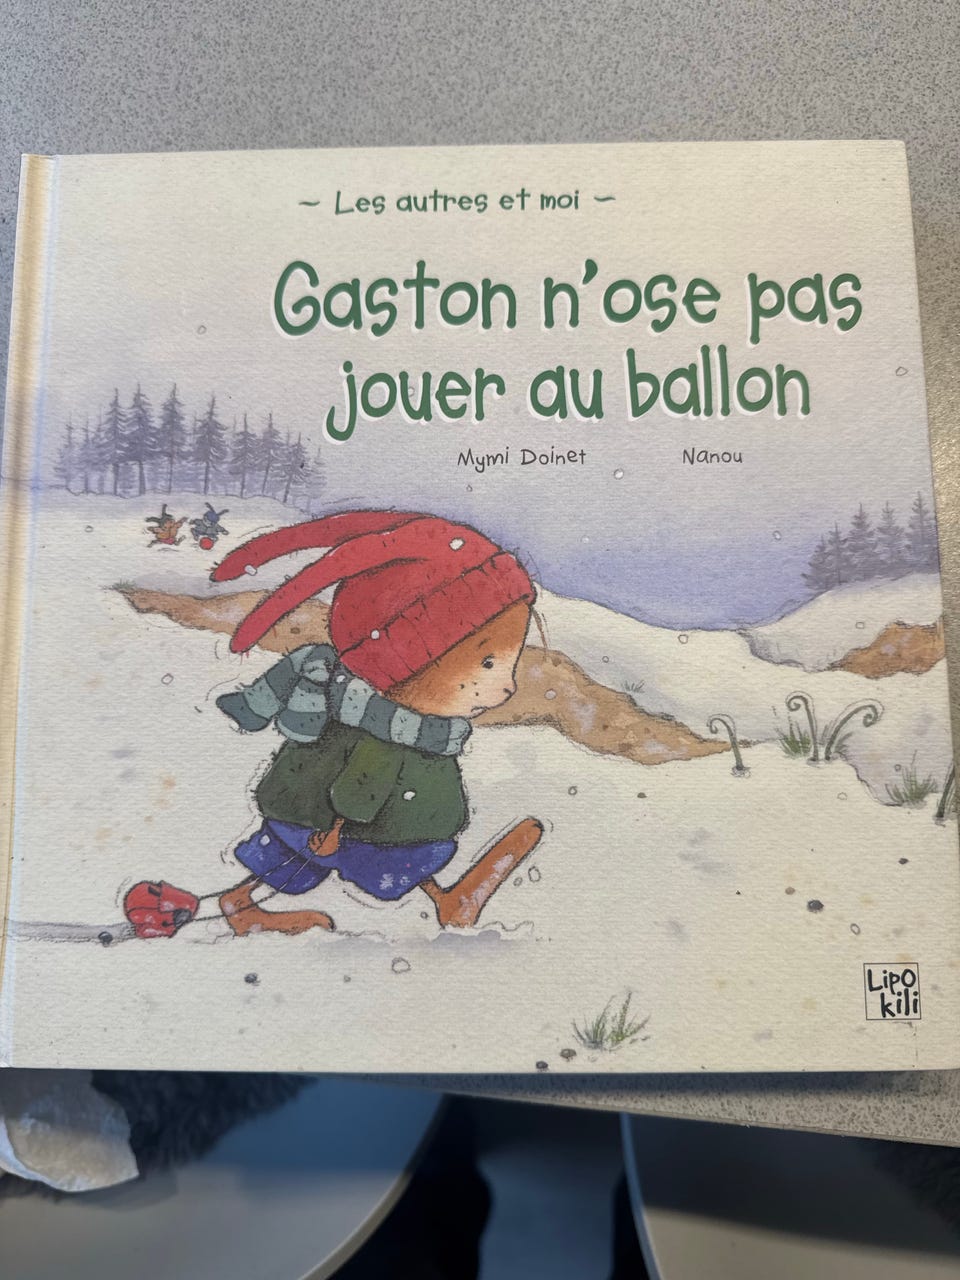 ~ Les autres et moi ~
Gaston n'ose pas
jouer au ballon
Mymi Doinet Nanou
Lipo
kili